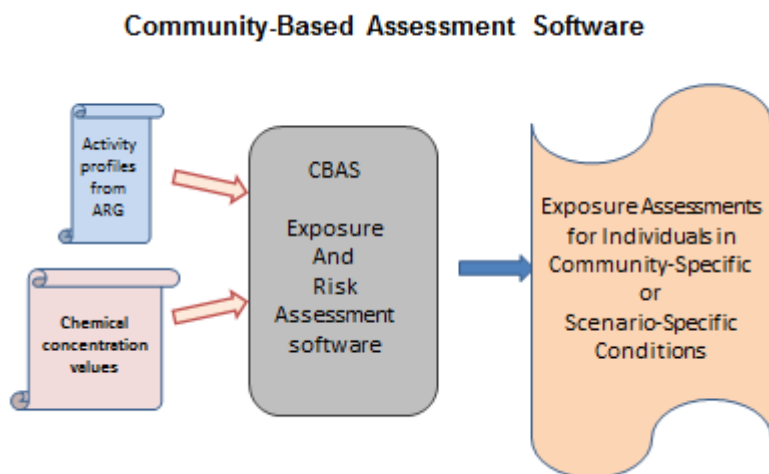 Community-Based Assessment Software
Activity
profiles
from
ARG
Chemical
concentration
values
CBAS
Exposure
And
Risk
Assessment
software
Exposure Assessments
for Individuals in
Community-Specific
or
Scenario-Specific
Conditions